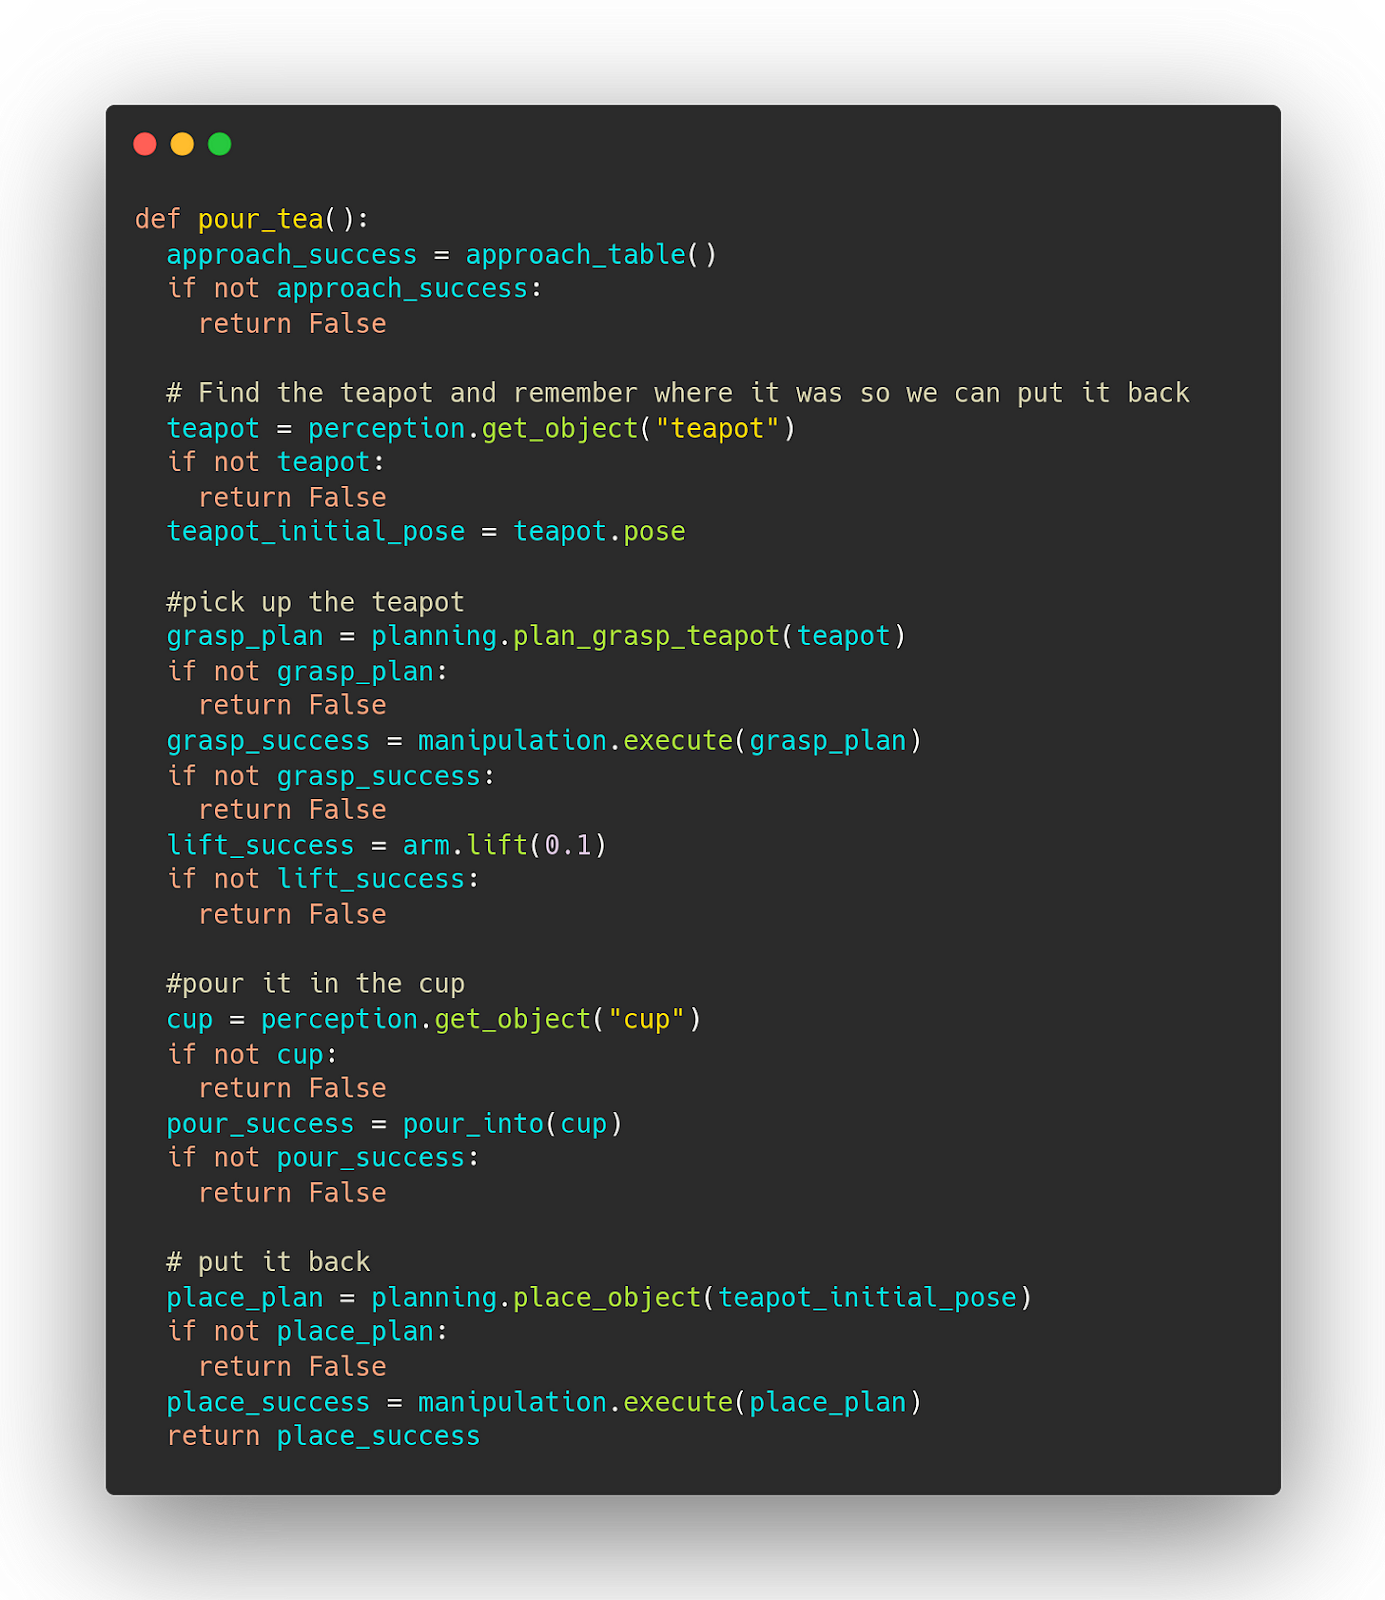 def pour_tea():
  approach_success = approach_table()
  if not approach_success:
    return False

  # Find the teapot and remember where it was so we can put it back
  teapot = perception.get_object("teapot")
  if not teapot:
    return False
  teapot_initial_pose = teapot.pose

  #pick up the teapot
  grasp_plan = planning.plan_grasp_teapot(teapot)
  if not grasp_plan:
    return False
  grasp_success = manipulation.execute(grasp_plan)
  if not grasp_success:
    return False
  lift_success = arm.lift(0.1)
  if not lift_success:
    return False

  #pour it in the cup
  cup = perception.get_object("cup")
  if not cup:
    return False
  pour_success = pour_into(cup)
  if not pour_success:
    return False

  # put it back
  place_plan = planning.place_object(teapot_initial_pose)
  if not place_plan:
    return False
  place_success = manipulation.execute(place_plan)
  return place_success